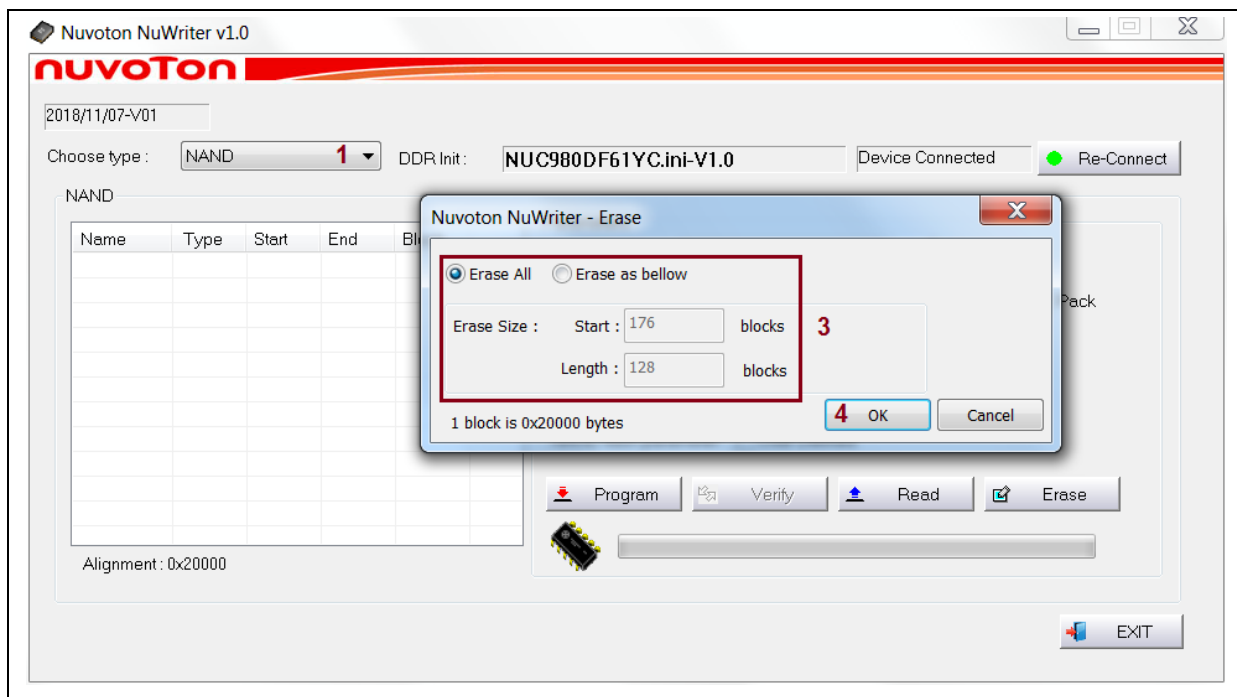 Nuvoton NuWriter v1.0
nuvoTon
2018/11/07-V01
Choose type : NAND 1 DDR Init : NUC980DF61YC.ini-V1.0 Device Connected Re-Connect
NAND
Name Type Start End
Nuvoton NuWriter - Erase
Erase All Erase as bellow
Pack
Erase Size : Start : 176 blocks 3
Length : 128 blocks
1 block is 0x20000 bytes
4 OK Cancel
Program Verify Read Erase
Alignment : 0x20000
EXIT